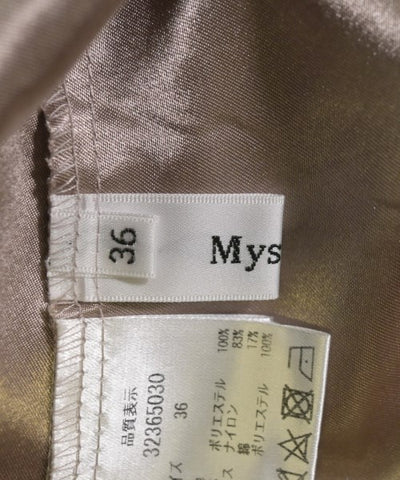 36
Mys
品質表示
32365030
イズ 36
ポリエステル 100%
ス ナイロン 83%
綿 17%
ポリエステル 100%